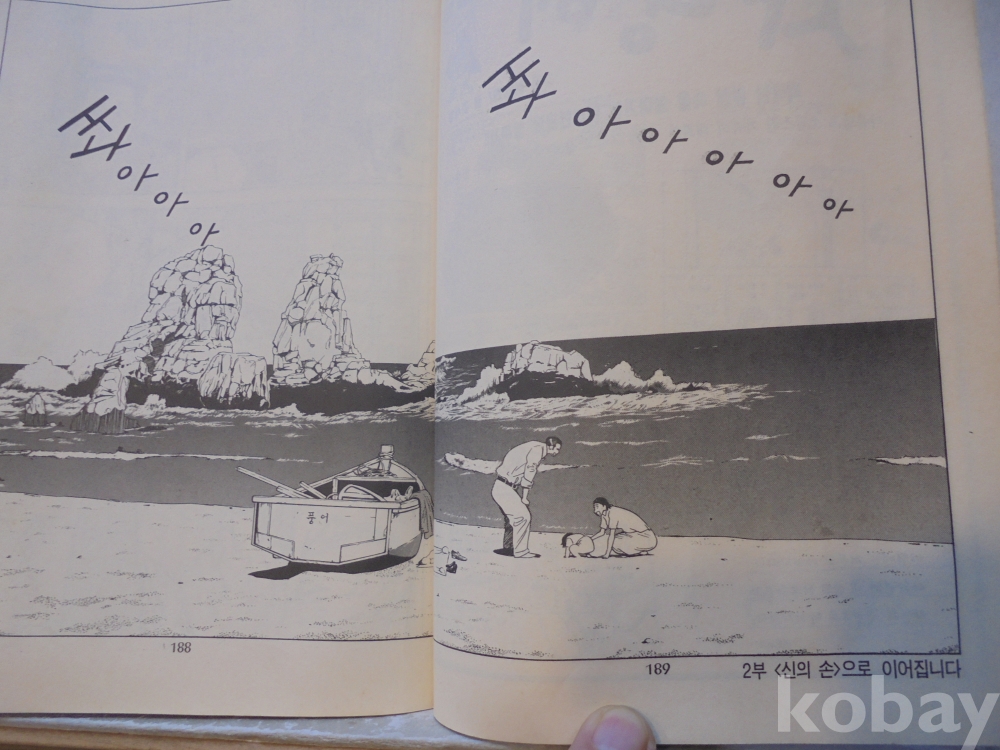 쏴아아아
쏴아아아아아
풍어
188
189
2부 <신의 손>으로 이어집니다
kobay